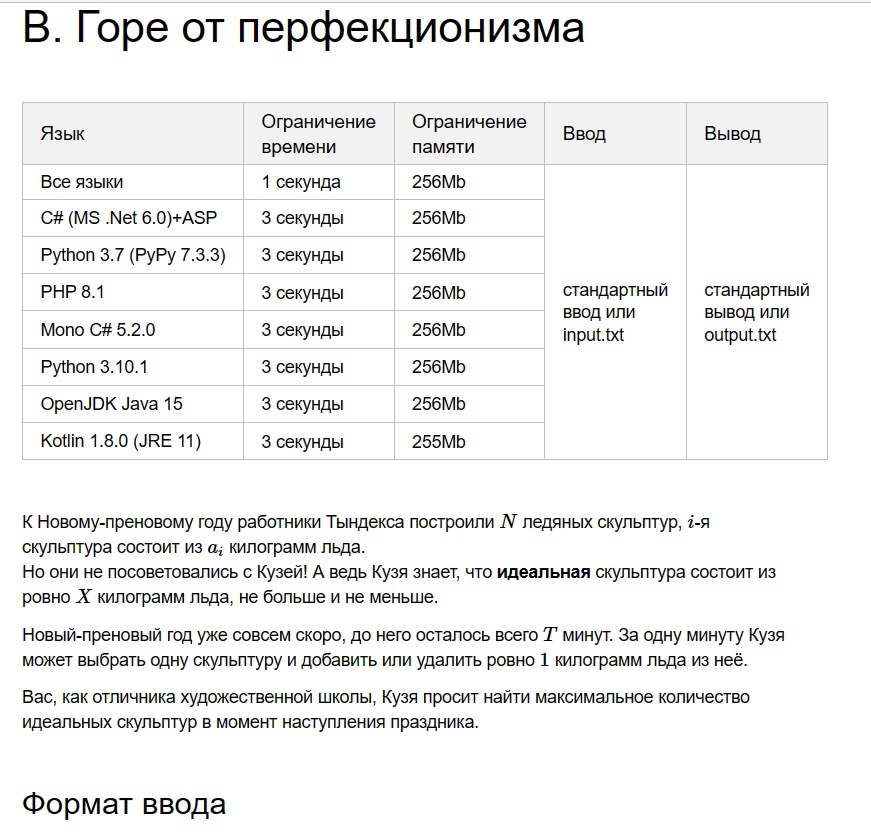 В. Горе от перфекционизма
Язык
Ограничение времени
Ограничение памяти
Ввод
Вывод
Все языки
1 секунда
256Mb
C# (MS .Net 6.0)+ASP
3 секунды
256Mb
Python 3.7 (PyPy 7.3.3)
3 секунды
256Mb
PHP 8.1
3 секунды
256Mb
Mono C# 5.2.0
3 секунды
256Mb
Python 3.10.1
3 секунды
256Mb
OpenJDK Java 15
3 секунды
256Mb
Kotlin 1.8.0 (JRE 11)
3 секунды
255Mb
стандартный
ввод или
input.txt
стандартный
вывод или
output.txt
К Новому-преновому году работники Тындекса построили N ледяных скульптур, i-я
скульптура состоит из aᵢ килограмм льда.
Но они не посоветовались с Кузей! А ведь Кузя знает, что идеальная скульптура состоит из
ровно X килограмм льда, не больше и не меньше.
Новый-преновый год уже совсем скоро, до него осталось всего T минут. За одну минуту Кузя
может выбрать одну скульптуру и добавить или удалить ровно 1 килограмм льда из неё.
Вас, как отличника художественной школы, Кузя просит найти максимальное количество
идеальных скульптур в момент наступления праздника.
Формат ввода